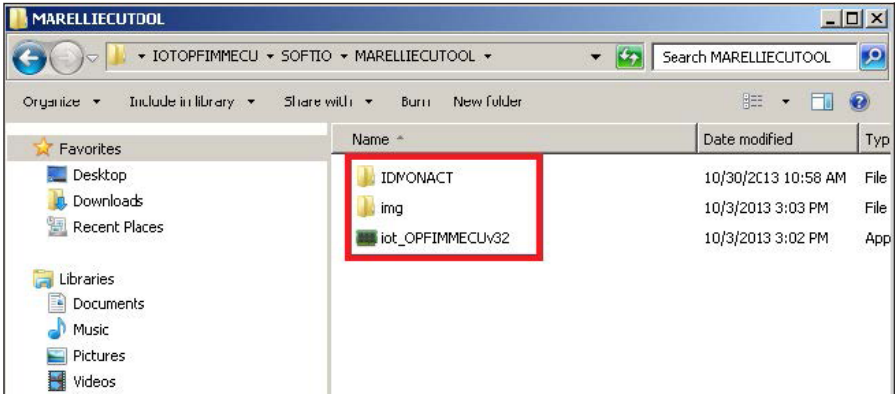 MARELLIECUTOOL
IOTOPFIMMECU SOFTIO MARELLIECUTOOL Search MARELLIECUTOOL
Organize Include in library Share with Burn New folder
Favorites
Desktop
Downloads
Recent Places
Libraries
Documents
Music
Pictures
Videos
Name Date modified Typ
IDMONACT 10/30/2013 10:58 AM File
img 10/3/2013 3:03 PM File
iot_OPFIMMECUv32 10/3/2013 3:02 PM App